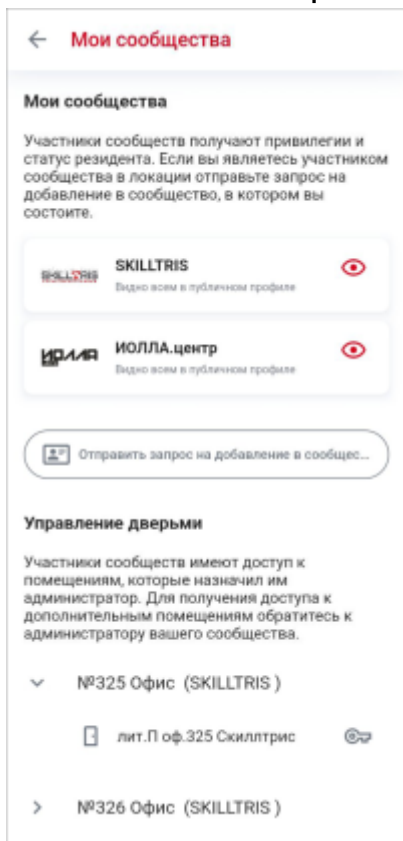 Мои сообщества
Мои сообщества
Участники сообществ получают привилегии и
статус резидента. Если вы являетесь участником
сообщества в локации отправьте запрос на
добавление в сообщество, в котором вы
состоите.
SKILLTRIS
SKILLTRIS
Видно всем в публичном профиле
ИОЛЛА
ИОЛЛА.центр
Видно всем в публичном профиле
Отправить запрос на добавление в сообщес...
Управление дверьми
Участники сообществ имеют доступ к
помещениям, которые назначил им
администратор. Для получения доступа к
дополнительным помещениям обратитесь к
администратору вашего сообщества.
№325 Офис (SKILLTRIS )
лит.П оф.325 Скиллтрис
№326 Офис (SKILLTRIS )